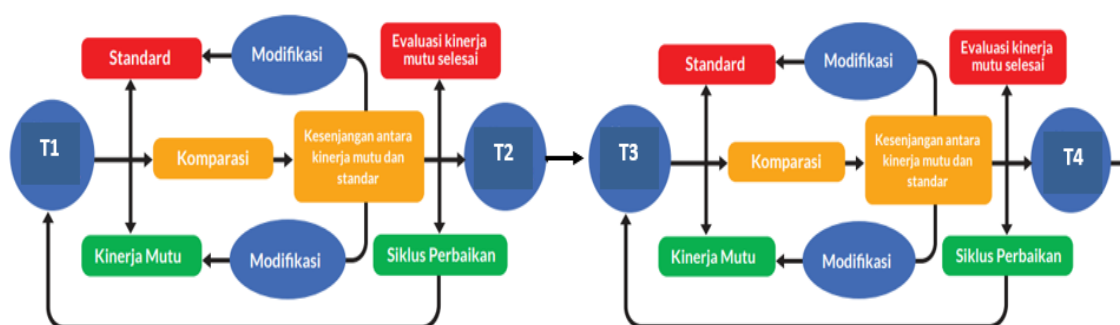 T1
Standard
Modifikasi
Evaluasi kinerja
mutu selesai
Komparasi
Kesenjangan antara
kinerja mutu dan
standar
T2
Kinerja Mutu
Modifikasi
Siklus Perbaikan
T3
Standard
Modifikasi
Evaluasi kinerja
mutu selesai
Komparasi
Kesenjangan antara
kinerja mutu dan
standar
T4
Kinerja Mutu
Modifikasi
Siklus Perbaikan